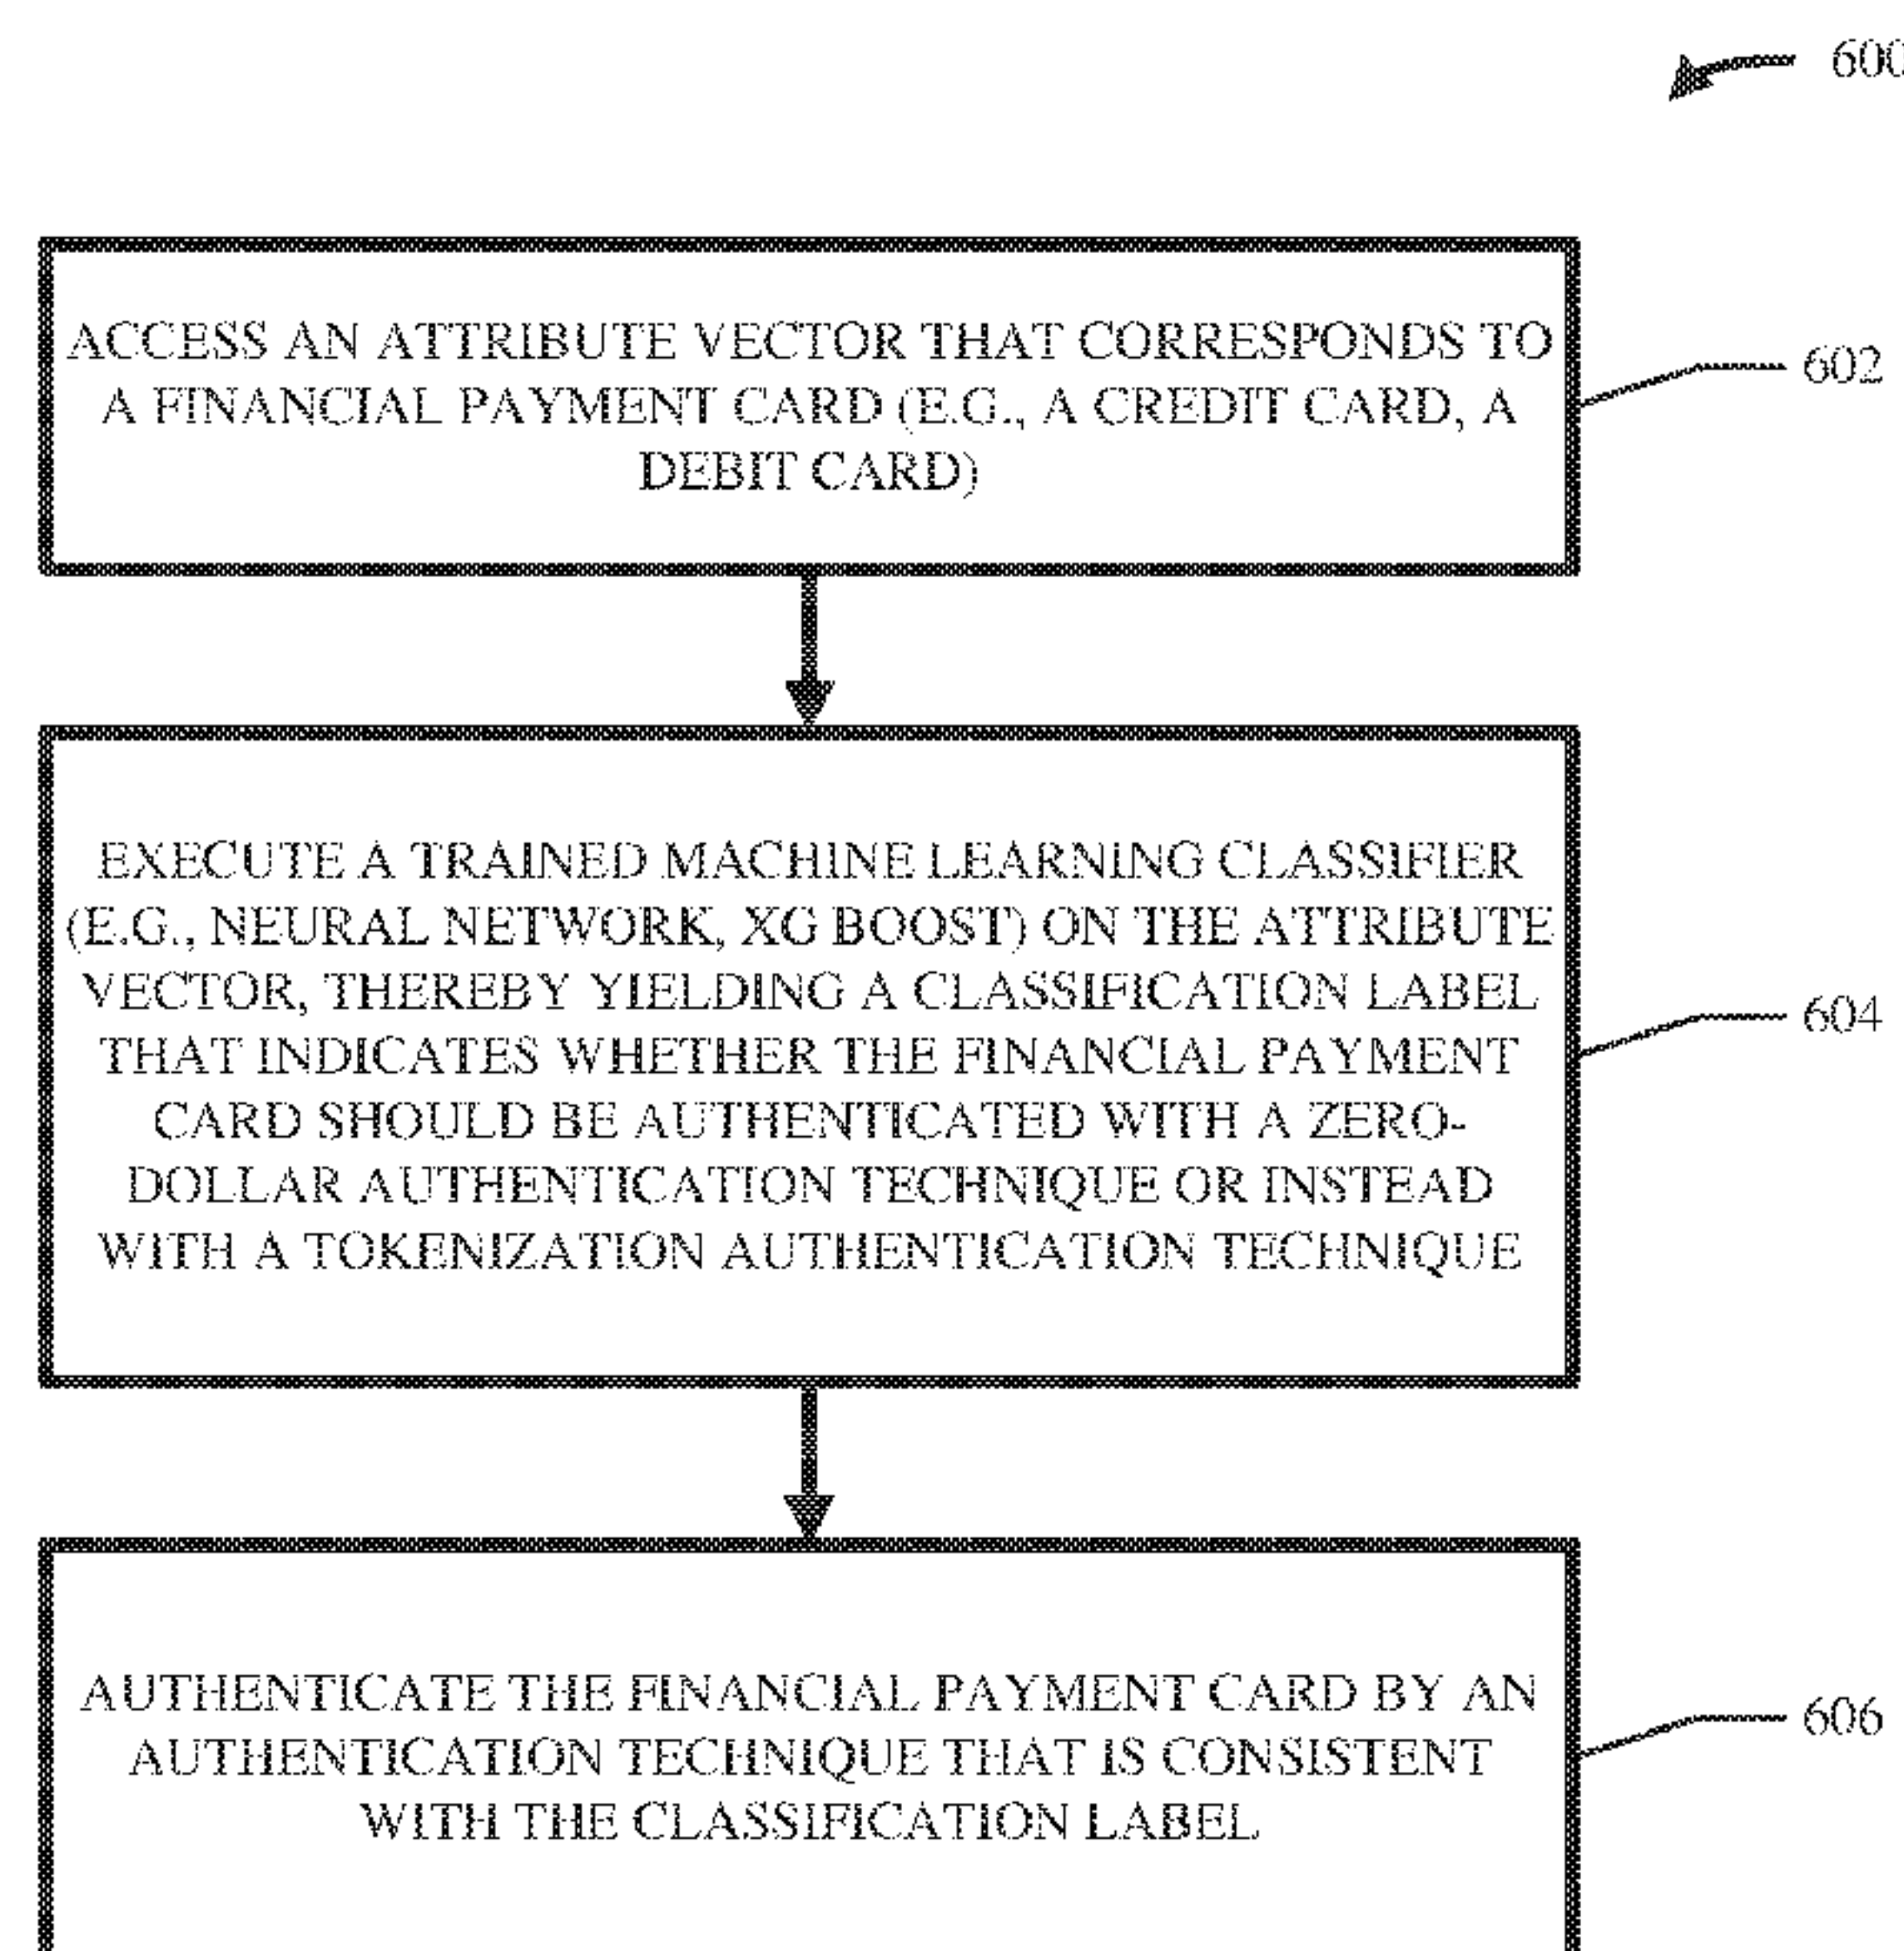 600
ACCESS AN ATTRIBUTE VECTOR THAT CORRESPONDS TO
A FINANCIAL PAYMENT CARD (E.G., A CREDIT CARD, A
DEBIT CARD)
602
EXECUTE A TRAINED MACHINE LEARNING CLASSIFIER
(E.G., NEURAL NETWORK, XG BOOST) ON THE ATTRIBUTE
VECTOR, THEREBY YIELDING A CLASSIFICATION LABEL
THAT INDICATES WHETHER THE FINANCIAL PAYMENT
CARD SHOULD BE AUTHENTICATED WITH A ZERO-
DOLLAR AUTHENTICATION TECHNIQUE OR INSTEAD
WITH A TOKENIZATION AUTHENTICATION TECHNIQUE
604
AUTHENTICATE THE FINANCIAL PAYMENT CARD BY AN
AUTHENTICATION TECHNIQUE THAT IS CONSISTENT
WITH THE CLASSIFICATION LABEL
606